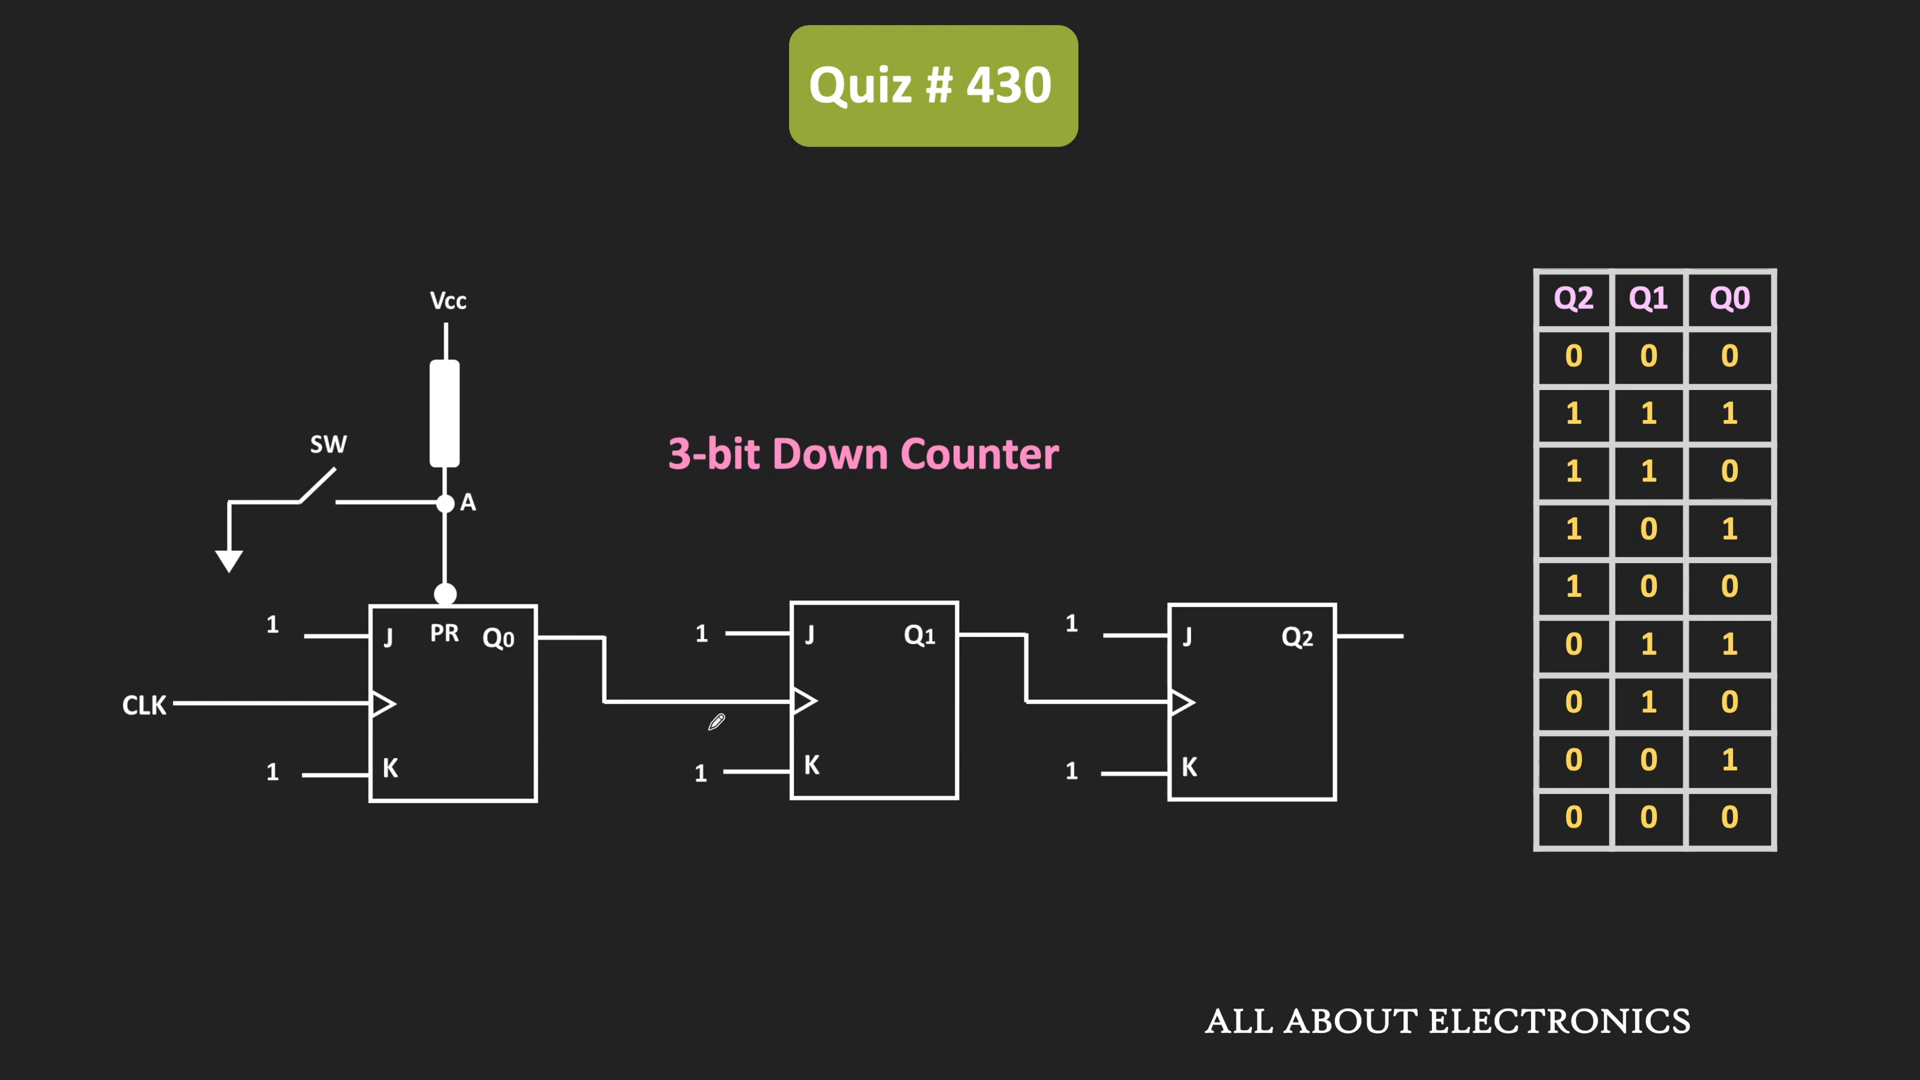 Quiz # 430
Vcc
SW
A
3-bit Down Counter
1
J
PR
Q0
CLK
1
K
1
J
Q1
1
K
1
J
Q2
1
K
Q2 Q1 Q0
0 0 0
1 1 1
1 1 0
1 0 1
1 0 0
0 1 1
0 1 0
0 0 1
0 0 0
ALL ABOUT ELECTRONICS